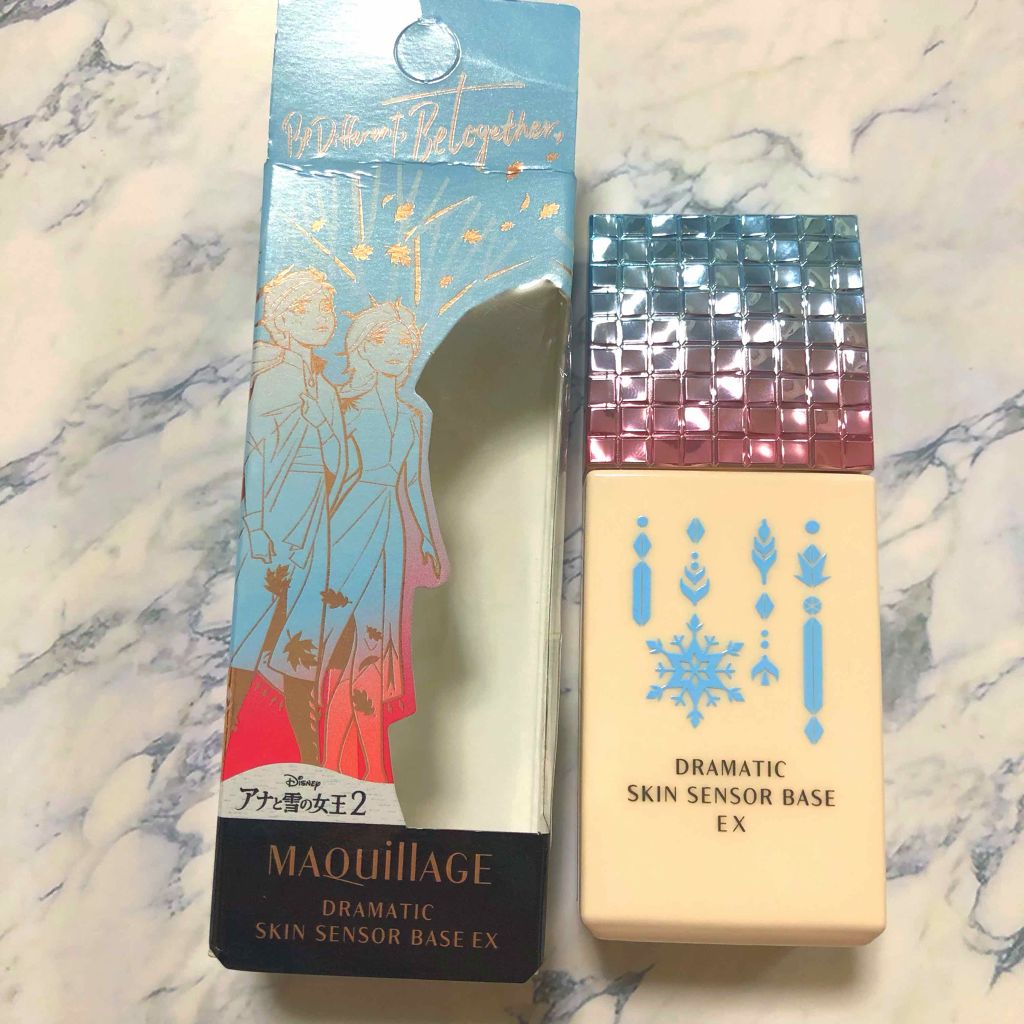 Be Different, Be Together,
Disney
アナと雪の女王2
MAQuillAGE
DRAMATIC
SKIN SENSOR BASE EX
DRAMATIC
SKIN SENSOR BASE
EX